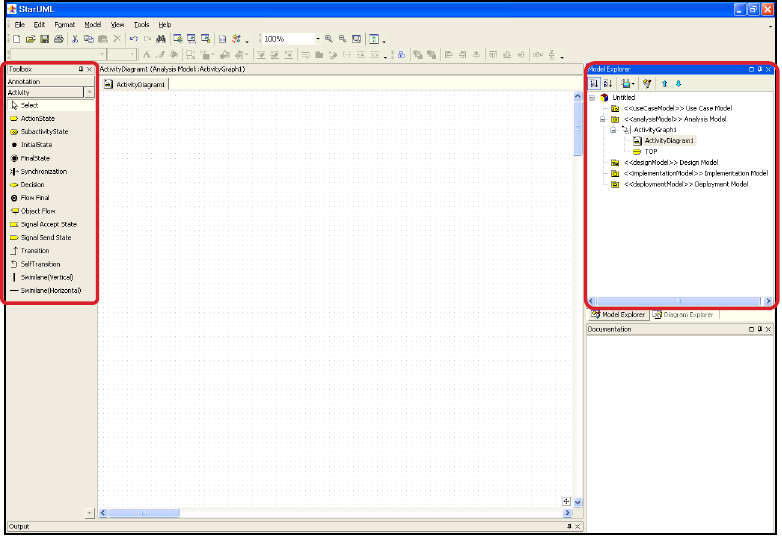 StarUML
File Edit Format Model View Tools Help
100%
Toolbox
Annotation
Activity
Select
ActionState
SubactivityState
InitialState
FinalState
Synchronization
Decision
Flow Final
Object Flow
Signal Accept State
Signal Send State
Transition
SelfTransition
Swimlane(Vertical)
Swimlane(Horizontal)
ActivityDiagram1 (Analysis Model::ActivityGraph1)
ActivityDiagram1
Model Explorer
Untitled
<<useCaseModel>> Use Case Model
<<analysisModel>> Analysis Model
ActivityGraph1
ActivityDiagram1
TOP
<<designModel>> Design Model
<<implementationModel>> Implementation Model
<<deploymentModel>> Deployment Model
Model Explorer Diagram Explorer
Documentation
Output